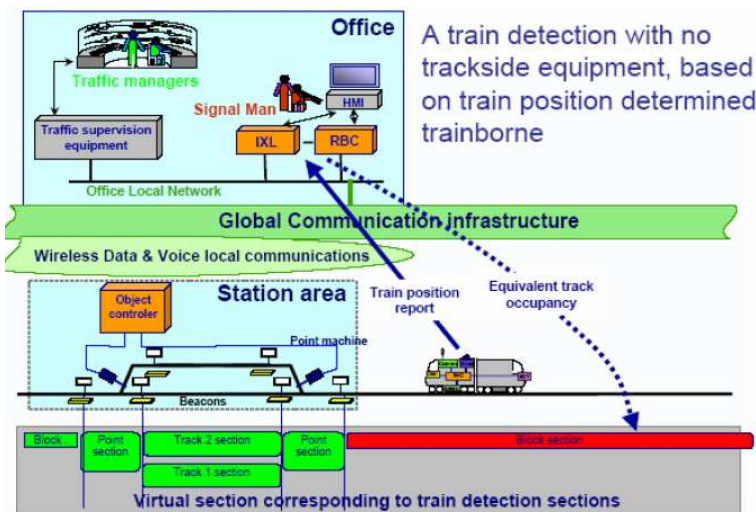 Office
A train detection with no
trackside equipment, based
on train position determined
trainborne
Traffic managers
Signal Man
HMI
Traffic supervision
equipment
IXL
RBC
Office Local Network
Global Communication infrastructure
Wireless Data & Voice local communications
Station area
Object
controler
Train position
report
Equivalent track
occupancy
Point machine
Beacons
Block
Point
section
Track 2 section
Point
section
Block section
Track 1 section
Virtual section corresponding to train detection sections